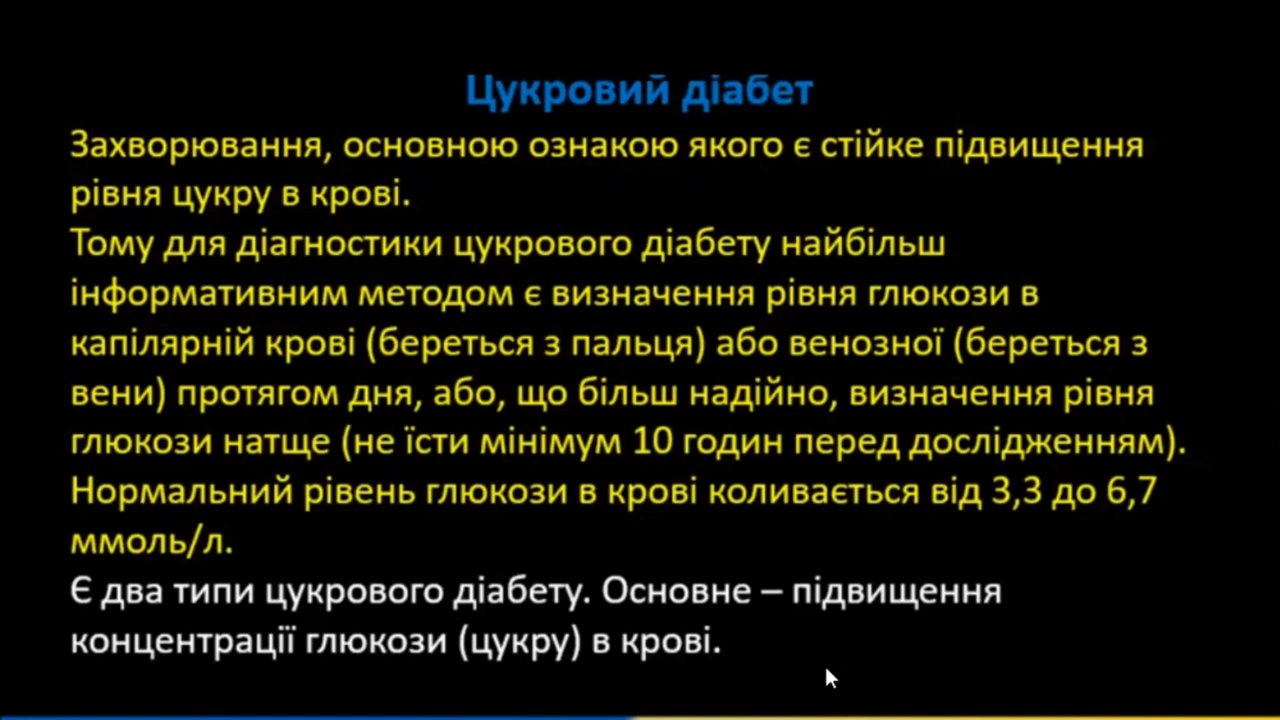 Цукровий діабет
Захворювання, основною ознакою якого є стійке підвищення
рівня цукру в крові.
Тому для діагностики цукрового діабету найбільш
інформативним методом є визначення рівня глюкози в
капілярній крові (береться з пальця) або венозної (береться з
вени) протягом дня, або, що більш надійно, визначення рівня
глюкози натще (не їсти мінімум 10 годин перед дослідженням).
Нормальний рівень глюкози в крові коливається від 3,3 до 6,7
ммоль/л.
Є два типи цукрового діабету. Основне – підвищення
концентрації глюкози (цукру) в крові.